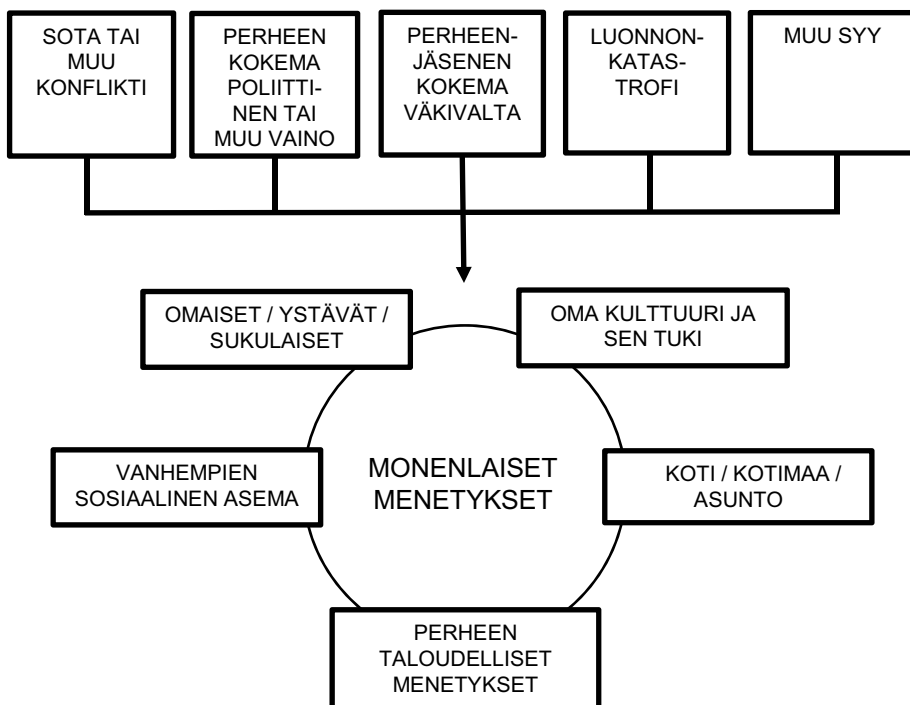 SOTA TAI
MUU
KONFLIKTI
PERHEEN
KOKEMA
POLIITTI-
NEN TAI
MUU VAINO
PERHEEN-
JÄSENEN
KOKEMA
VÄKIVALTA
LUONNON-
KATAS-
TROFI
MUU SYY
OMAISET / YSTÄVÄT /
SUKULAISET
OMA KULTTUURI JA
SEN TUKI
VANHEMPIEN
SOSIAALINEN ASEMA
MONENLAISET
MENETYKSET
KOTI / KOTIMAA /
ASUNTO
PERHEEN
TALOUDELLISET
MENETYKSET